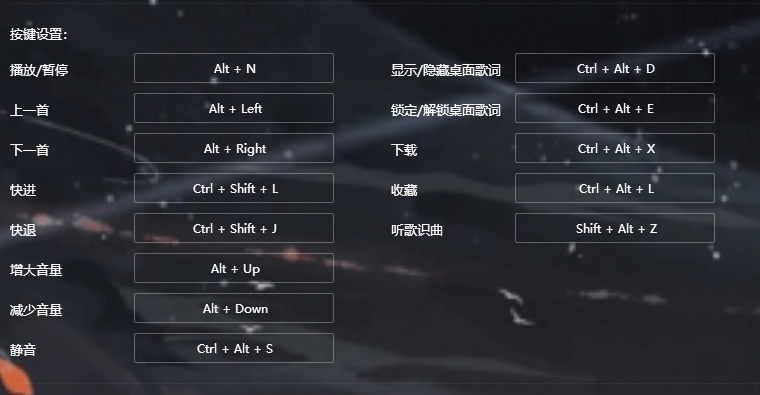 按键设置:
播放/暂停 Alt + N 显示/隐藏桌面歌词 Ctrl + Alt + D
上一首 Alt + Left 锁定/解锁桌面歌词 Ctrl + Alt + E
下一首 Alt + Right 下载 Ctrl + Alt + X
快进 Ctrl + Shift + L 收藏 Ctrl + Alt + L
快退 Ctrl + Shift + J 听歌识曲 Shift + Alt + Z
增大音量 Alt + Up
减少音量 Alt + Down
静音 Ctrl + Alt + S